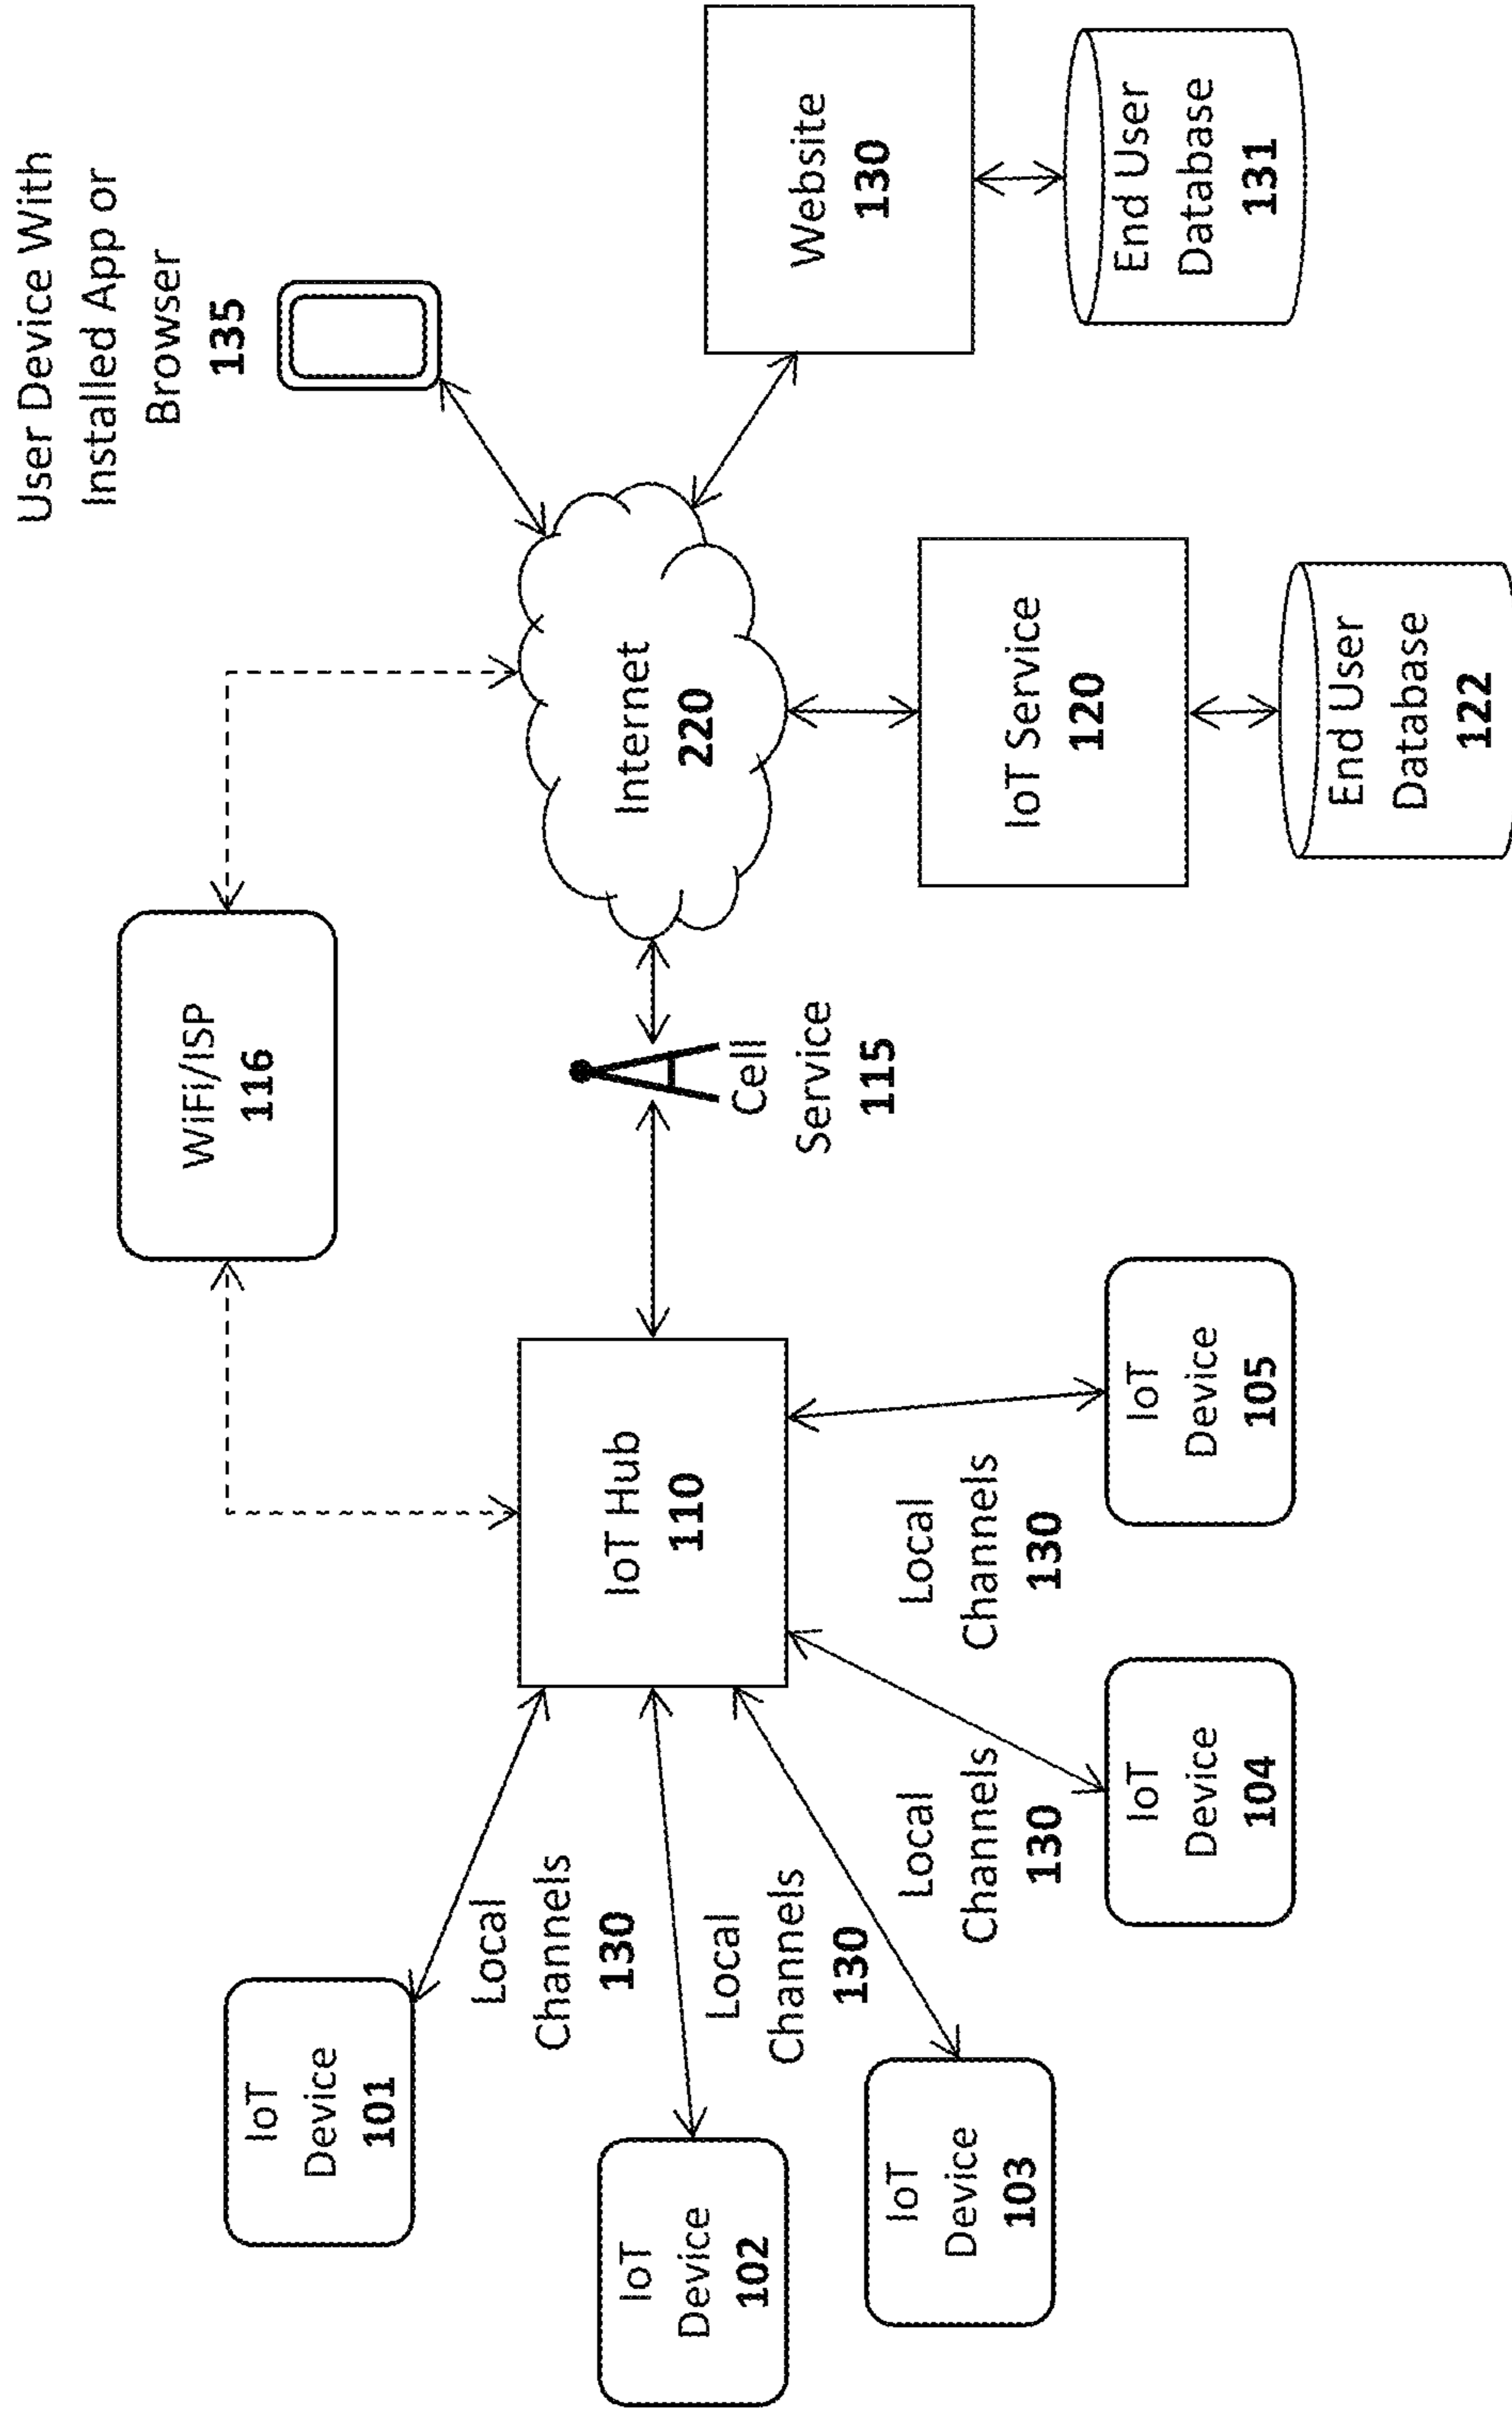 User Device With
Installed App or
Browser
135
WiFi/ISP
116
IoT
Device
101
Local
Channels
130
IoT
Device
102
Local
Channels
130
IoT
Device
103
IoT Hub
110
Cell
Service
115
Internet
220
Website
130
End User
Database
131
Local
Channels
130
IoT
Device
104
Local
Channels
130
IoT
Device
105
IoT Service
120
End User
Database
122